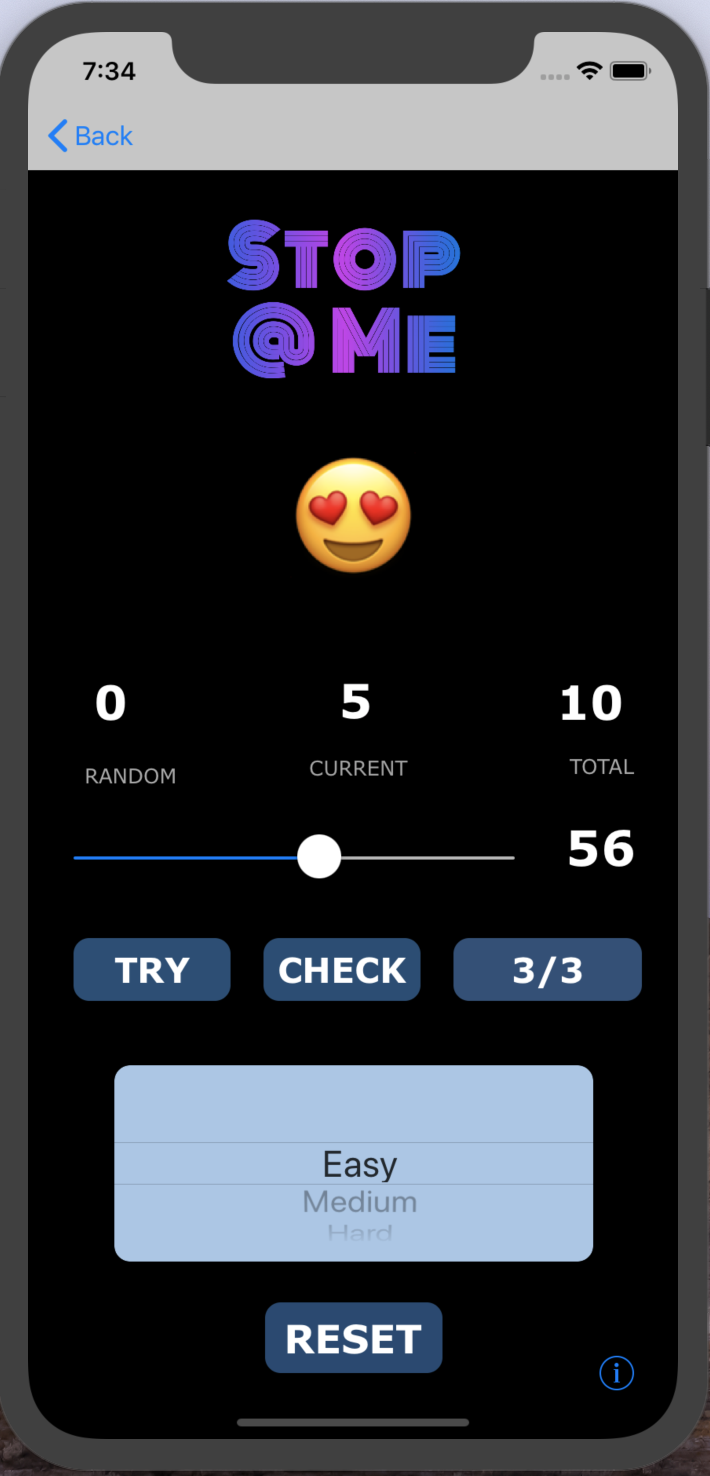 7:34
Back
STOP
@ ME
0 5 10
RANDOM CURRENT TOTAL
56
TRY CHECK 3/3
Easy
Medium
Hard
RESET
i